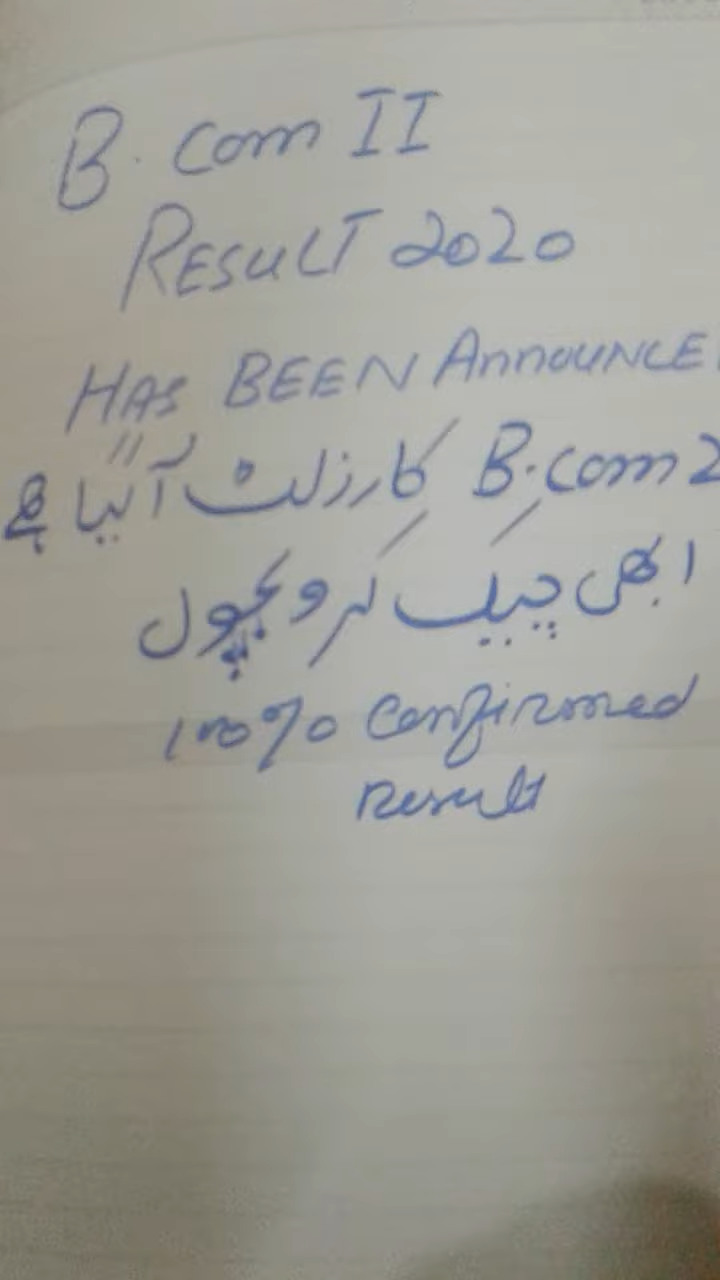 B. Com II
RESULT 2020
HAS BEEN ANNOUNCE
B.Com 2 کا رزلٹ آ گیا ہے
ابھی چیک کرو بچوں
100% Confirmed
Result